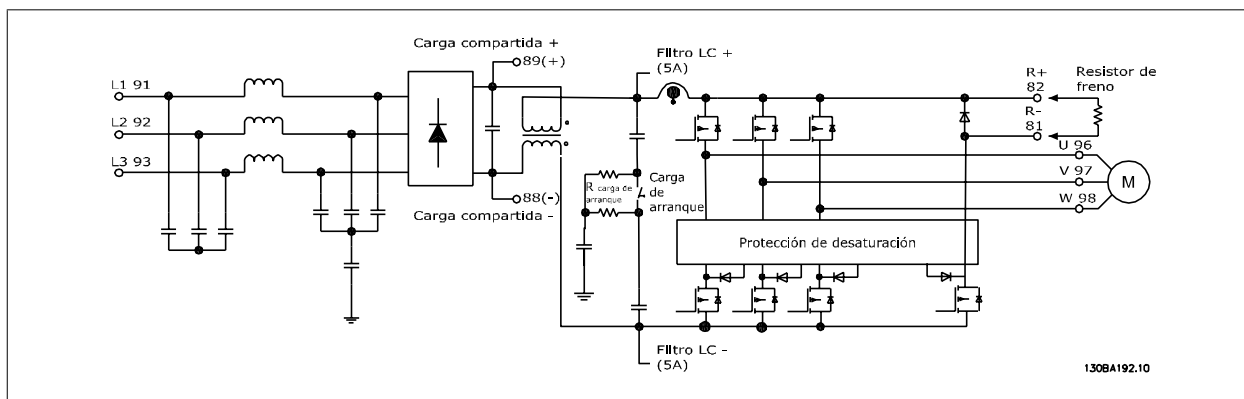 Carga compartida +
89(+)
Filtro LC +
(5A)
R+
82
Resistor de
freno
L1 91
L2 92
L3 93
R-
81
U 96
V 97
W 98
M
R carga de
arranque
Carga
de
arranque
88(-)
Carga compartida -
Protección de desaturación
Filtro LC -
(5A)
130BA192.10